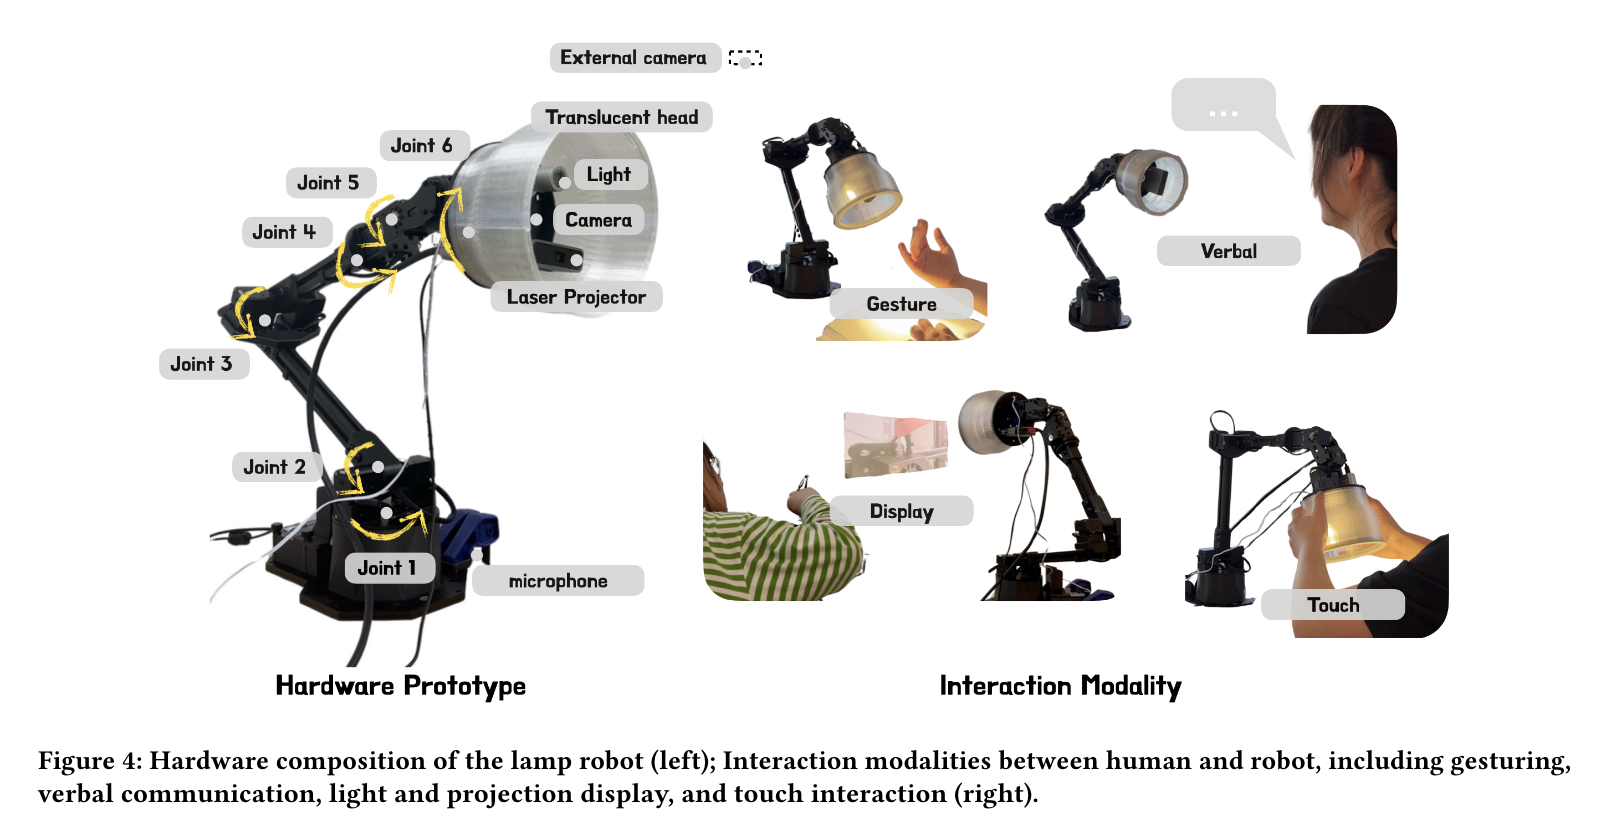 External camera
Translucent head
Joint 6
Light
Joint 5
Camera
Joint 4
Laser Projector
Joint 3
Joint 2
Joint 1
microphone
Hardware Prototype
...
Verbal
Gesture
Display
Touch
Interaction Modality
Figure 4: Hardware composition of the lamp robot (left); Interaction modalities between human and robot, including gesturing,
verbal communication, light and projection display, and touch interaction (right).